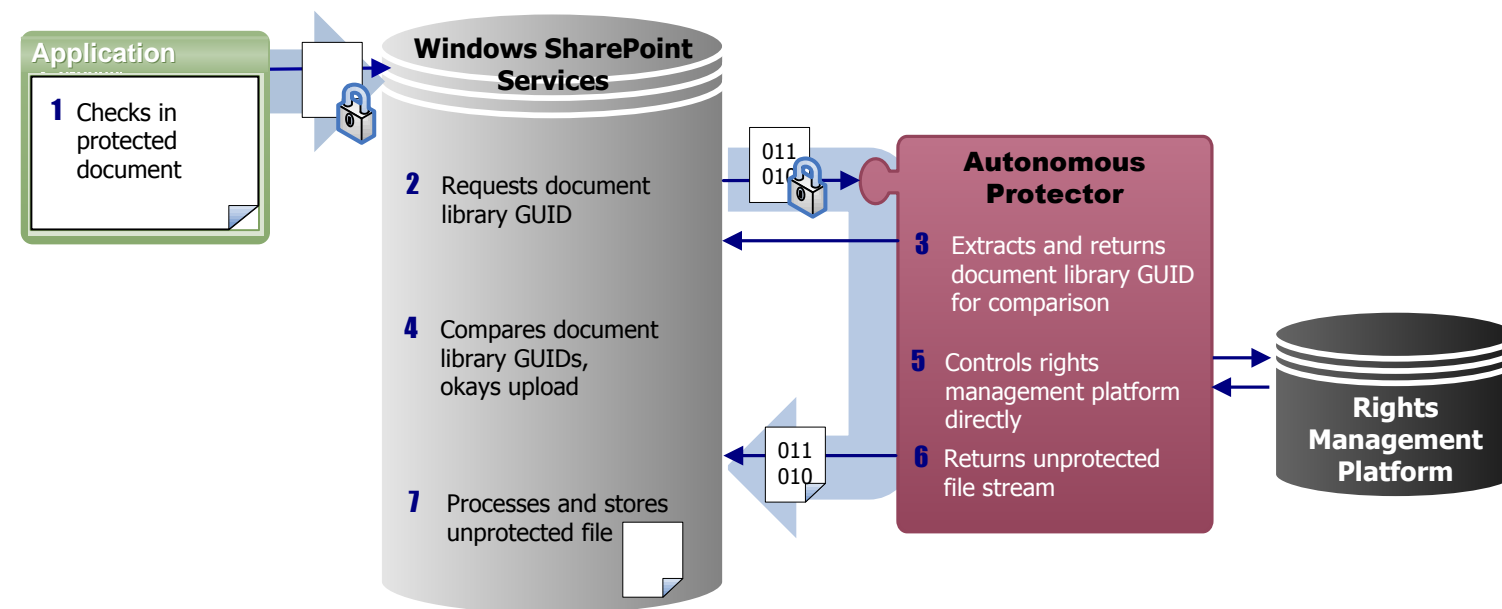 Application
1 Checks in
protected
document
Windows SharePoint
Services
2 Requests document
library GUID
4 Compares document
library GUIDs,
okays upload
7 Processes and stores
unprotected file
011
010
Autonomous
Protector
3 Extracts and returns
document library GUID
for comparison
5 Controls rights
management platform
directly
6 Returns unprotected
file stream
011
010
Rights
Management
Platform